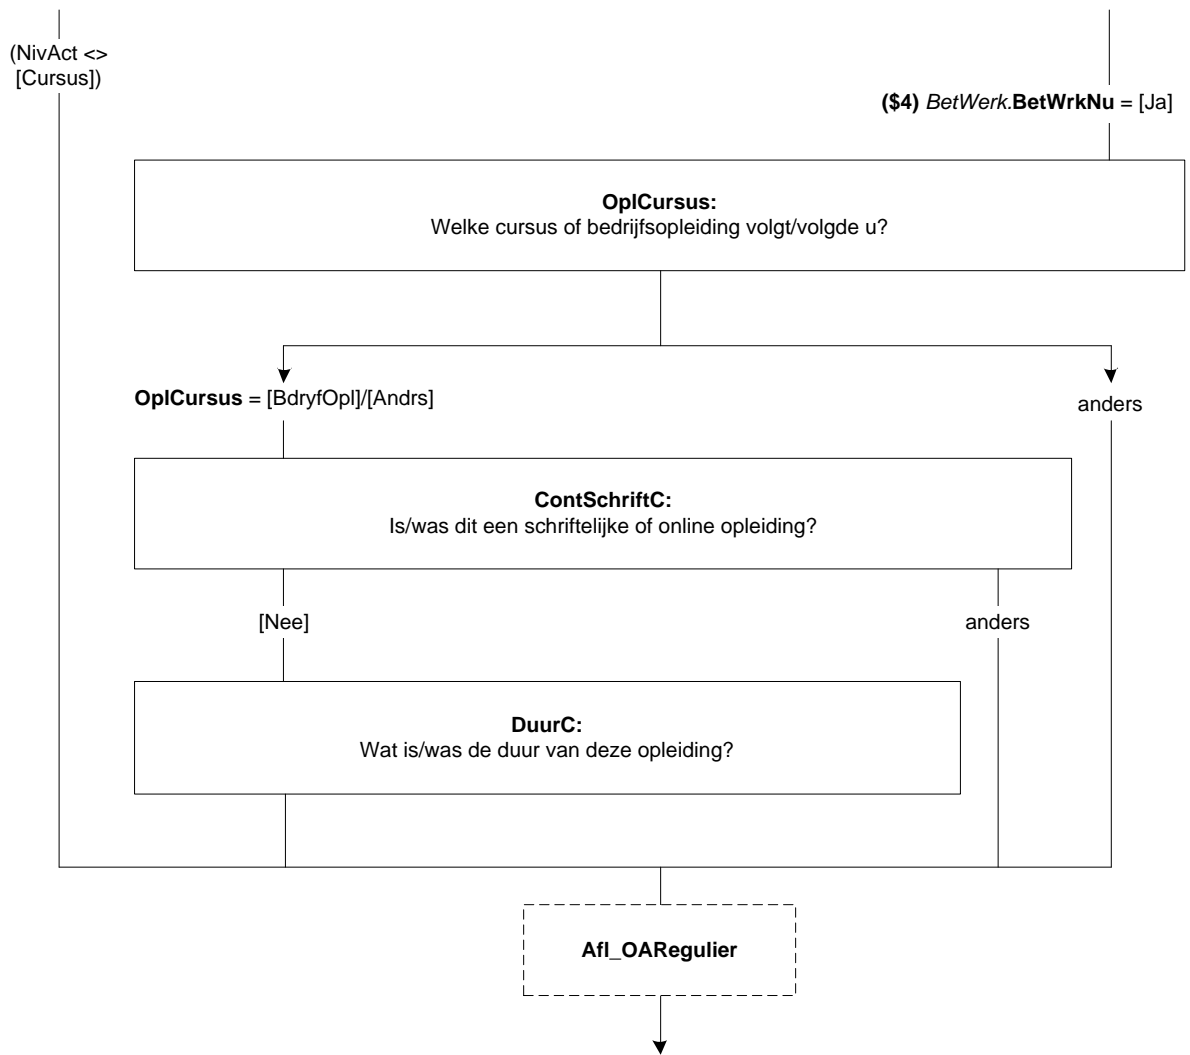 (NivAct <>
[Cursus])
($4) BetWerk.BetWrkNu = [Ja]
OplCursus:
Welke cursus of bedrijfsopleiding volgt/volgde u?
OplCursus = [BdryfOpl]/[Andrs]
anders
ContSchriftC:
Is/was dit een schriftelijke of online opleiding?
[Nee]
anders
DuurC:
Wat is/was de duur van deze opleiding?
Afl_OARegulier